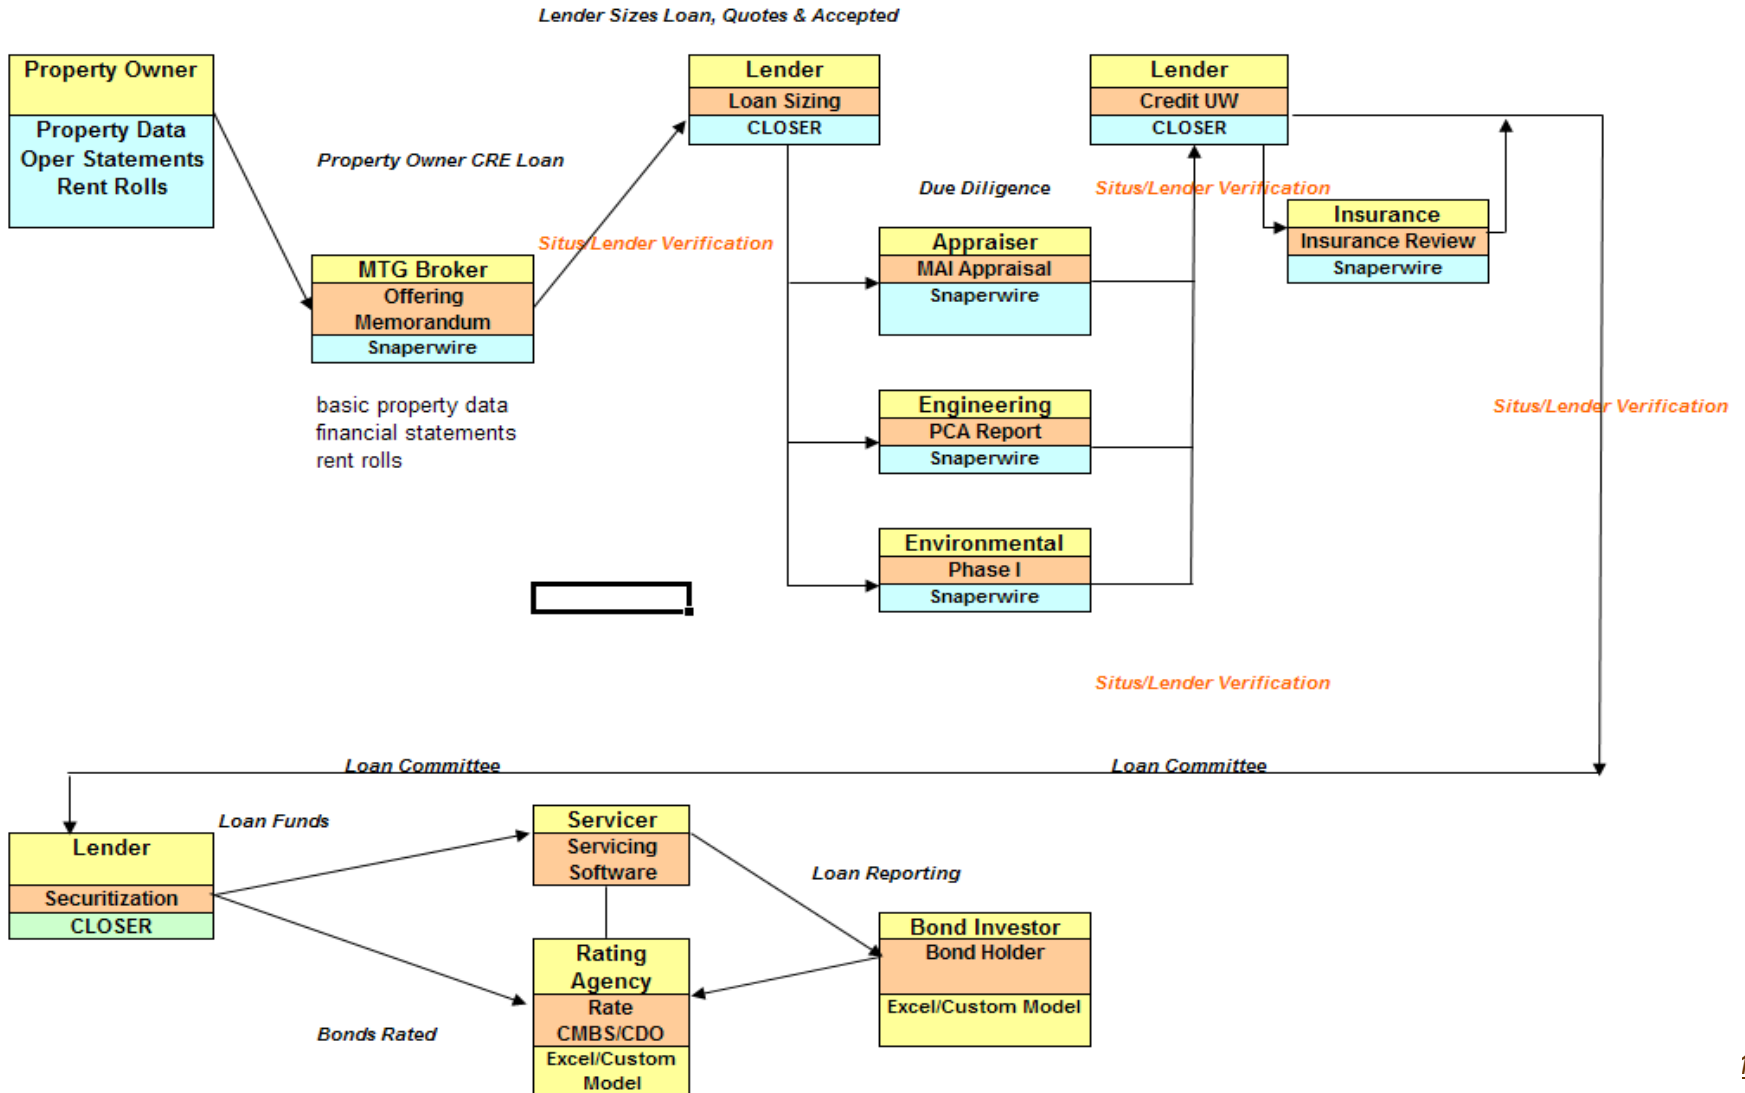 Lender Sizes Loan, Quotes & Accepted
Property Owner
Property Data
Oper Statements
Rent Rolls
Property Owner CRE Loan
MTG Broker
Offering
Memorandum
Snaperwire
basic property data
financial statements
rent rolls
Situs/Lender Verification
Lender
Loan Sizing
CLOSER
Due Diligence
Appraiser
MAI Appraisal
Snaperwire
Engineering
PCA Report
Snaperwire
Environmental
Phase I
Snaperwire
Lender
Credit UW
CLOSER
Situs/Lender Verification
Insurance
Insurance Review
Snaperwire
Situs/Lender Verification
Situs/Lender Verification
Loan Committee
Loan Committee
Lender
Securitization
CLOSER
Loan Funds
Servicer
Servicing
Software
Loan Reporting
Bonds Rated
Rating
Agency
Rate
CMBS/CDO
Excel/Custom
Model
Bond Investor
Bond Holder
Excel/Custom Model